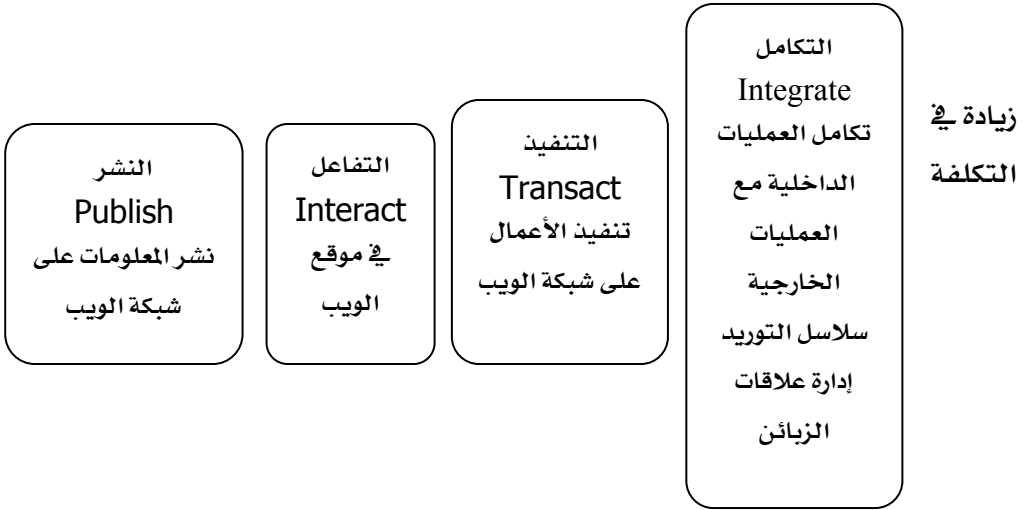 النشر
Publish
نشر المعلومات على
شبكة الويب
التفاعل
Interact
في موقع
الويب
التنفيذ
Transact
تنفيذ الأعمال
على شبكة الويب
التكامل
Integrate
تكامل العمليات
الداخلية مع
العمليات
الخارجية
سلاسل التوريد
إدارة علاقات
الزبائن
زيادة في
التكلفة